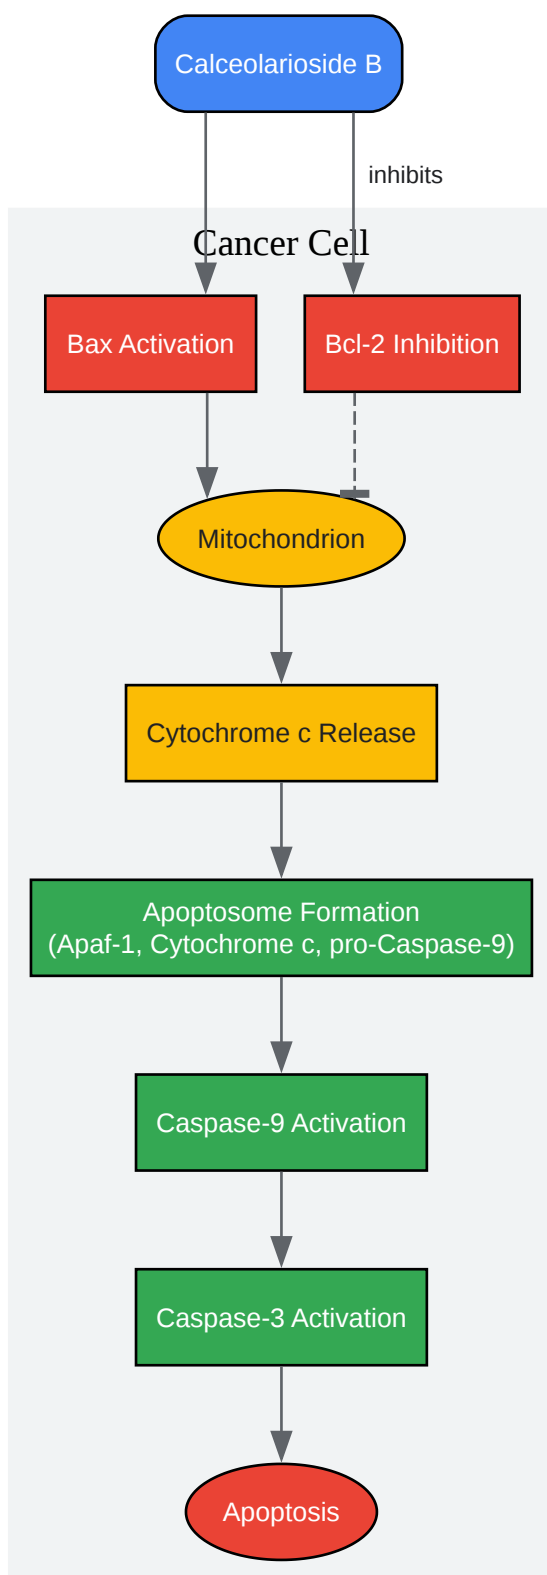 Calceolarioside B
inhibits
Cancer Cell
Bax Activation
Bcl-2 Inhibition
Mitochondrion
Cytochrome c Release
Apoptosome Formation
(Apaf-1, Cytochrome c, pro-Caspase-9)
Caspase-9 Activation
Caspase-3 Activation
Apoptosis